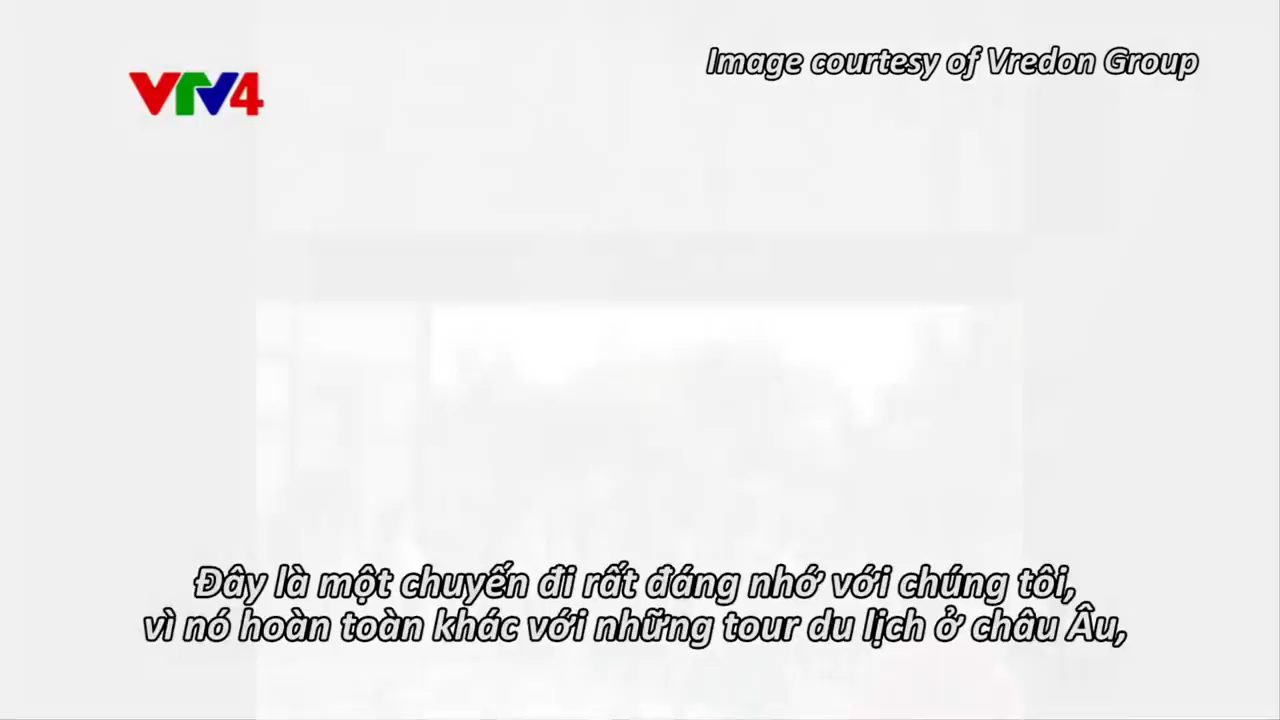 Image courtesy of Vredon Group
VTV4
Đây là một chuyến đi rất đáng nhớ với chúng tôi,
vì nó hoàn toàn khác với những tour du lịch ở châu Âu,